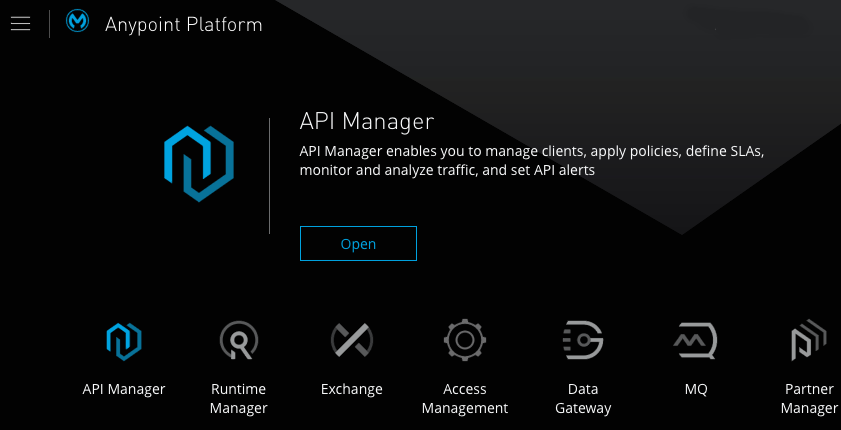 Anypoint Platform
API Manager
API Manager enables you to manage clients, apply policies, define SLAs,
monitor and analyze traffic, and set API alerts
Open
API Manager
Runtime
Manager
Exchange
Access
Management
Data
Gateway
MQ
Partner
Manager